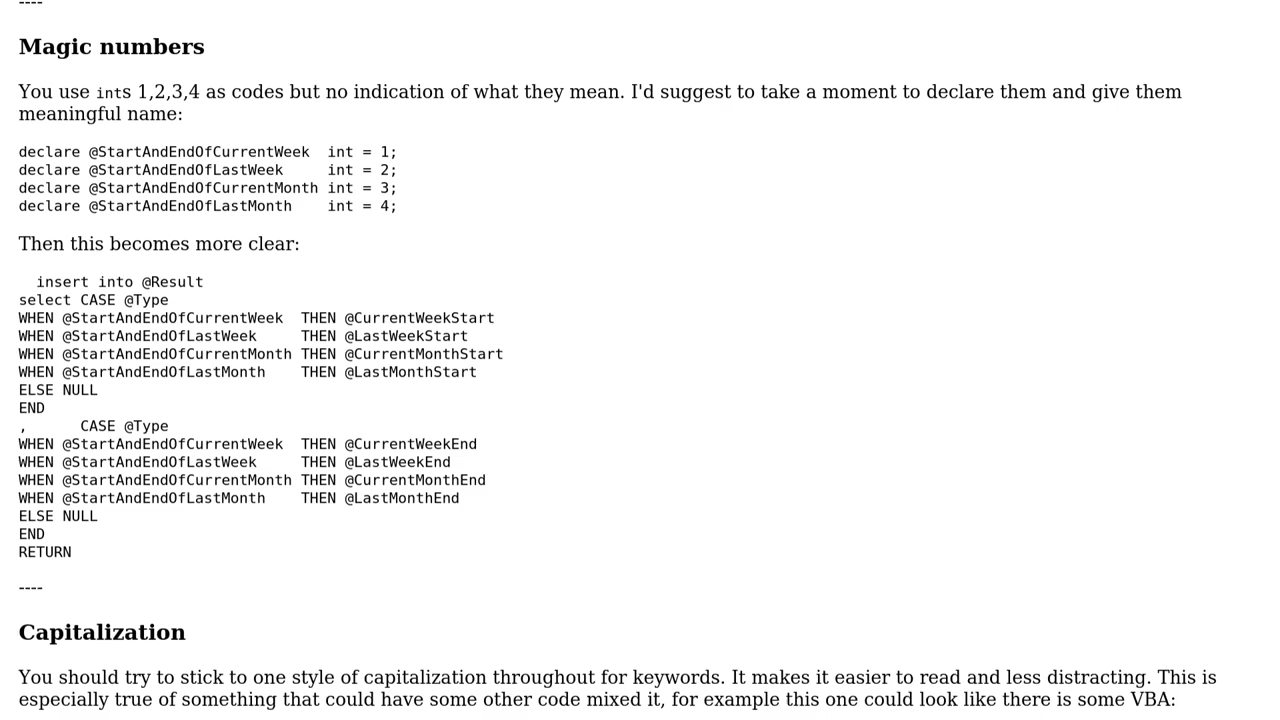 ----
Magic numbers
You use ints 1,2,3,4 as codes but no indication of what they mean. I'd suggest to take a moment to declare them and give them
meaningful name:
declare @StartAndEndOfCurrentWeek  int = 1;
declare @StartAndEndOfLastWeek     int = 2;
declare @StartAndEndOfCurrentMonth int = 3;
declare @StartAndEndOfLastMonth    int = 4;
Then this becomes more clear:
  insert into @Result
select CASE @Type
WHEN @StartAndEndOfCurrentWeek  THEN @CurrentWeekStart
WHEN @StartAndEndOfLastWeek     THEN @LastWeekStart
WHEN @StartAndEndOfCurrentMonth THEN @CurrentMonthStart
WHEN @StartAndEndOfLastMonth    THEN @LastMonthStart
ELSE NULL
END
,      CASE @Type
WHEN @StartAndEndOfCurrentWeek  THEN @CurrentWeekEnd
WHEN @StartAndEndOfLastWeek     THEN @LastWeekEnd
WHEN @StartAndEndOfCurrentMonth THEN @CurrentMonthEnd
WHEN @StartAndEndOfLastMonth    THEN @LastMonthEnd
ELSE NULL
END
RETURN
----
Capitalization
You should try to stick to one style of capitalization throughout for keywords. It makes it easier to read and less distracting. This is
especially true of something that could have some other code mixed it, for example this one could look like there is some VBA: